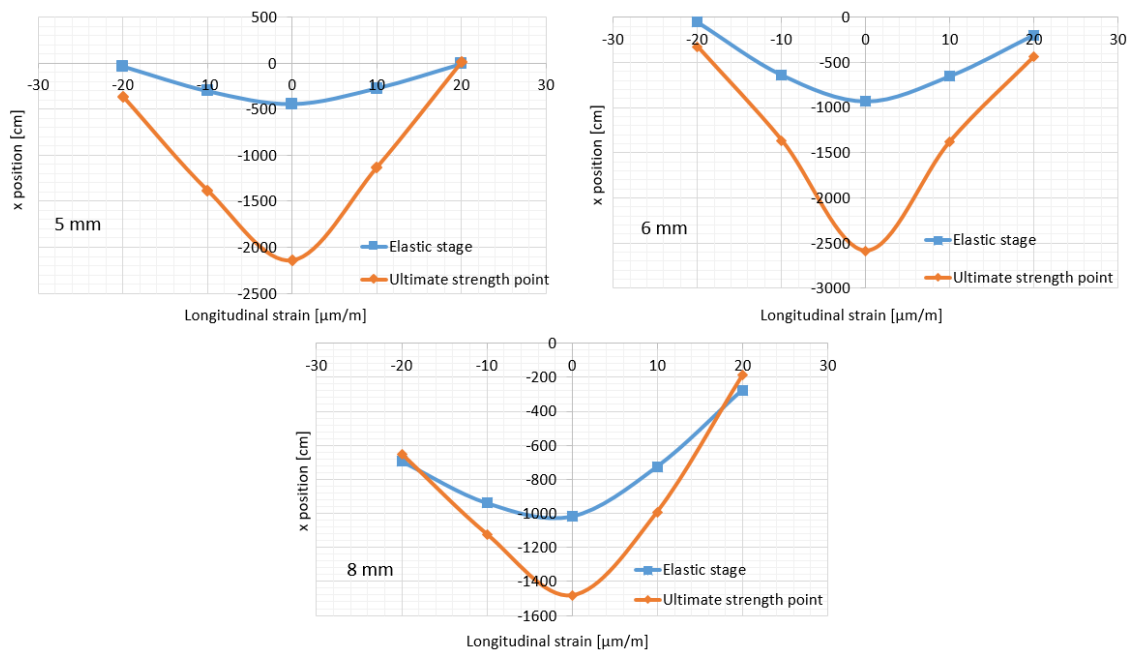 500
0
-30 -20 -10 0 10 20 30
-500
-1000
-1500
-2000
-2500
x position [cm]
5 mm
Elastic stage
Ultimate strength point
Longitudinal strain [µm/m]
0
-30 -20 -10 0 10 20 30
-500
-1000
-1500
-2000
-2500
-3000
x position [cm]
6 mm
Elastic stage
Ultimate strength point
Longitudinal strain [µm/m]
0
-30 -20 -10 0 10 20 30
-200
-400
-600
-800
-1000
-1200
-1400
-1600
x position [cm]
8 mm
Elastic stage
Ultimate strength point
Longitudinal strain [µm/m]